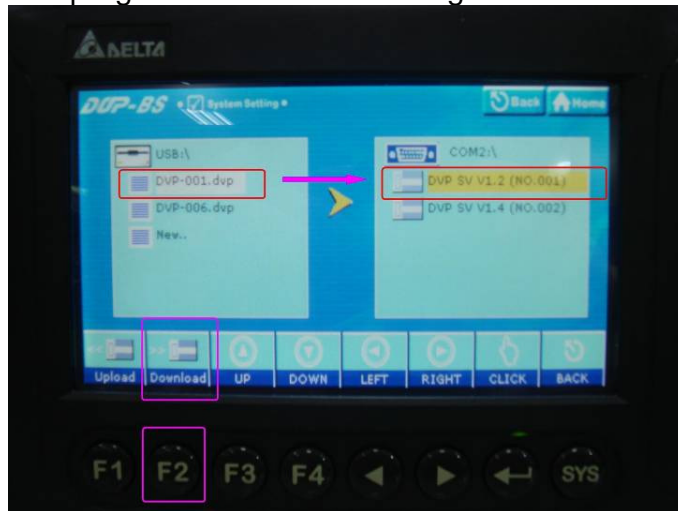 DELTA
DOP-BS • System Setting •
Back
Home
USB:\
DVP-001.dvp
DVP-006.dvp
New..
COM2:\
DVP SV V1.2 (NO.001)
DVP SV V1.4 (NO.002)
<< >>
Upload Download UP DOWN LEFT RIGHT CLICK BACK
F1 F2 F3 F4 SYS